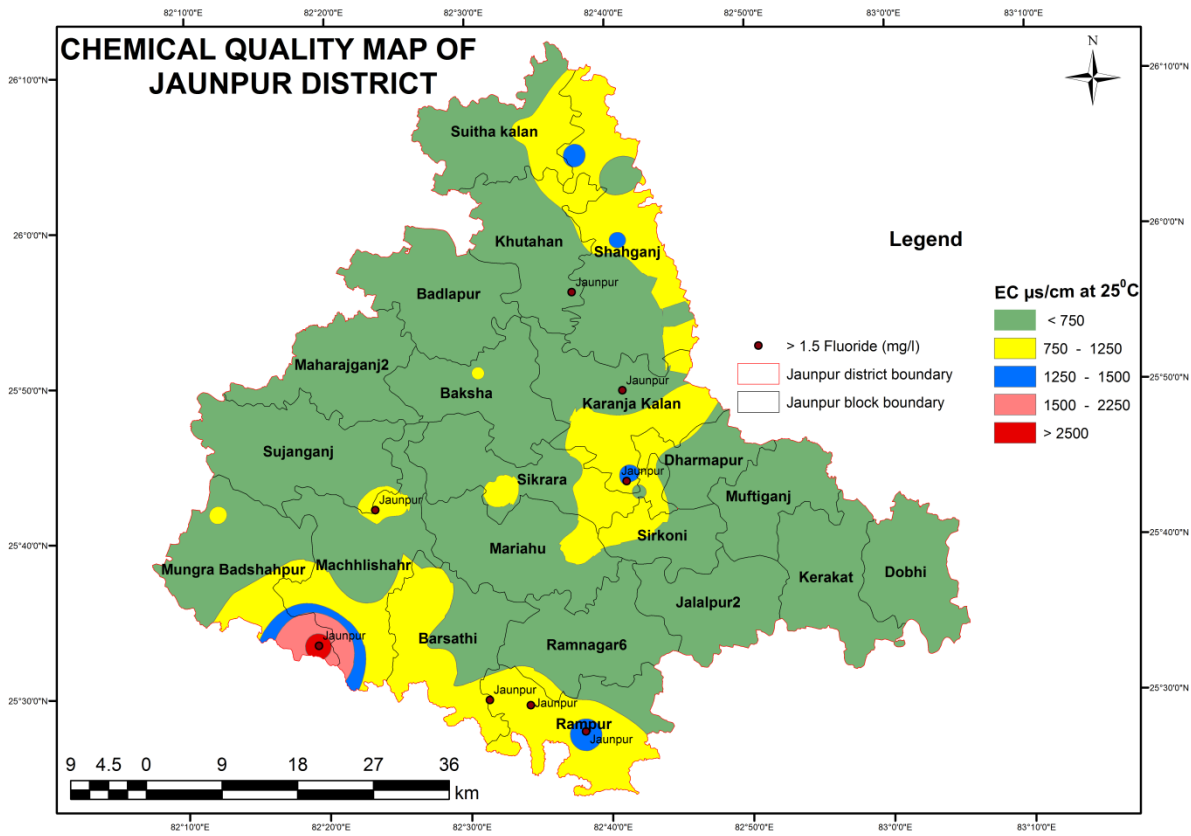 82°10'0"E 82°20'0"E 82°30'0"E 82°40'0"E 82°50'0"E 83°0'0"E 83°10'0"E
CHEMICAL QUALITY MAP OF
JAUNPUR DISTRICT
N
26°10'0"N 26°10'0"N
Suitha kalan
26°0'0"N 26°0'0"N
Khutahan
Shahganj
Legend
Jaunpur
Badlapur
EC µs/cm at 25⁰C
< 750
750 - 1250
1250 - 1500
1500 - 2250
> 2500
> 1.5 Fluoride (mg/l)
Jaunpur district boundary
Jaunpur block boundary
Maharajganj2
25°50'0"N 25°50'0"N
Baksha
Jaunpur
Karanja Kalan
Sujanganj
Dharmapur
Jaunpur
Sikrara
Muftiganj
Jaunpur
Sirkoni
25°40'0"N 25°40'0"N
Mariahu
Mungra Badshahpur
Machhlishahr
Kerakat
Dobhi
Jalalpur2
Jaunpur
Barsathi
Ramnagar6
25°30'0"N 25°30'0"N
Jaunpur
Jaunpur
Rampur
Jaunpur
9 4.5 0 9 18 27 36
km
82°10'0"E 82°20'0"E 82°30'0"E 82°40'0"E 82°50'0"E 83°0'0"E 83°10'0"E